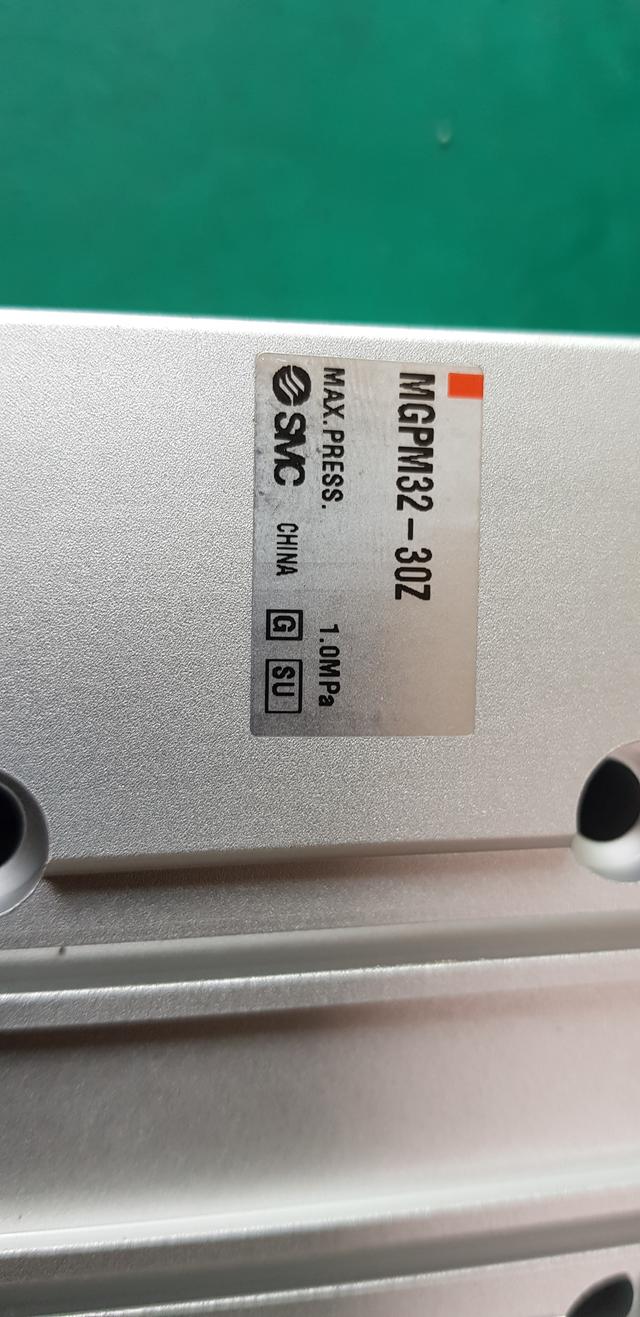 MGPM32-30Z
MAX.PRESS. 1.0MPa
SMC CHINA G SU